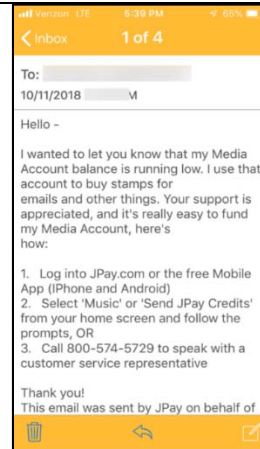 Verizon LTE 5:39 PM 65%
Inbox 1 of 4
To:
10/11/2018 M
Hello -
I wanted to let you know that my Media
Account balance is running low. I use that
account to buy stamps for
emails and other things. Your support is
appreciated, and it's really easy to fund
my Media Account, here's
how:
1. Log into JPay.com or the free Mobile
App (IPhone and Android)
2. Select 'Music' or 'Send JPay Credits'
from your home screen and follow the
prompts, OR
3. Call 800-574-5729 to speak with a
customer service representative
Thank you!
This email was sent by JPay on behalf of